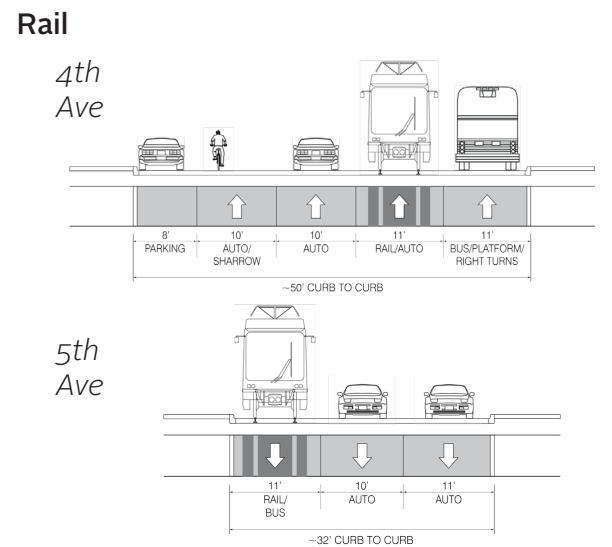 Rail
4th
Ave
8' 10' 10' 11' 11'
PARKING AUTO/ AUTO RAIL/AUTO BUS/PLATFORM/
SHARROW RIGHT TURNS
~50' CURB TO CURB
5th
Ave
11' 10' 11'
RAIL/ AUTO AUTO
BUS
~32' CURB TO CURB